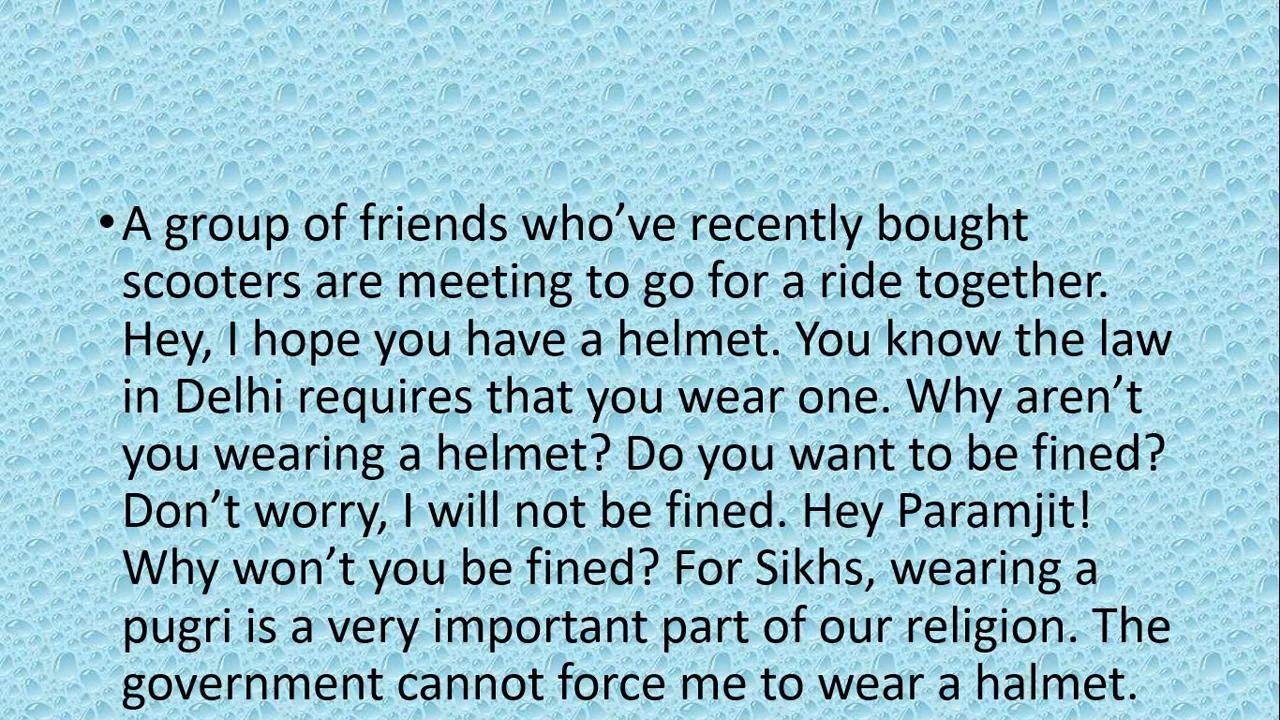 •A group of friends who’ve recently bought
scooters are meeting to go for a ride together.
Hey, I hope you have a helmet. You know the law
in Delhi requires that you wear one. Why aren’t
you wearing a helmet? Do you want to be fined?
Don’t worry, I will not be fined. Hey Paramjit!
Why won’t you be fined? For Sikhs, wearing a
pugri is a very important part of our religion. The
government cannot force me to wear a halmet.